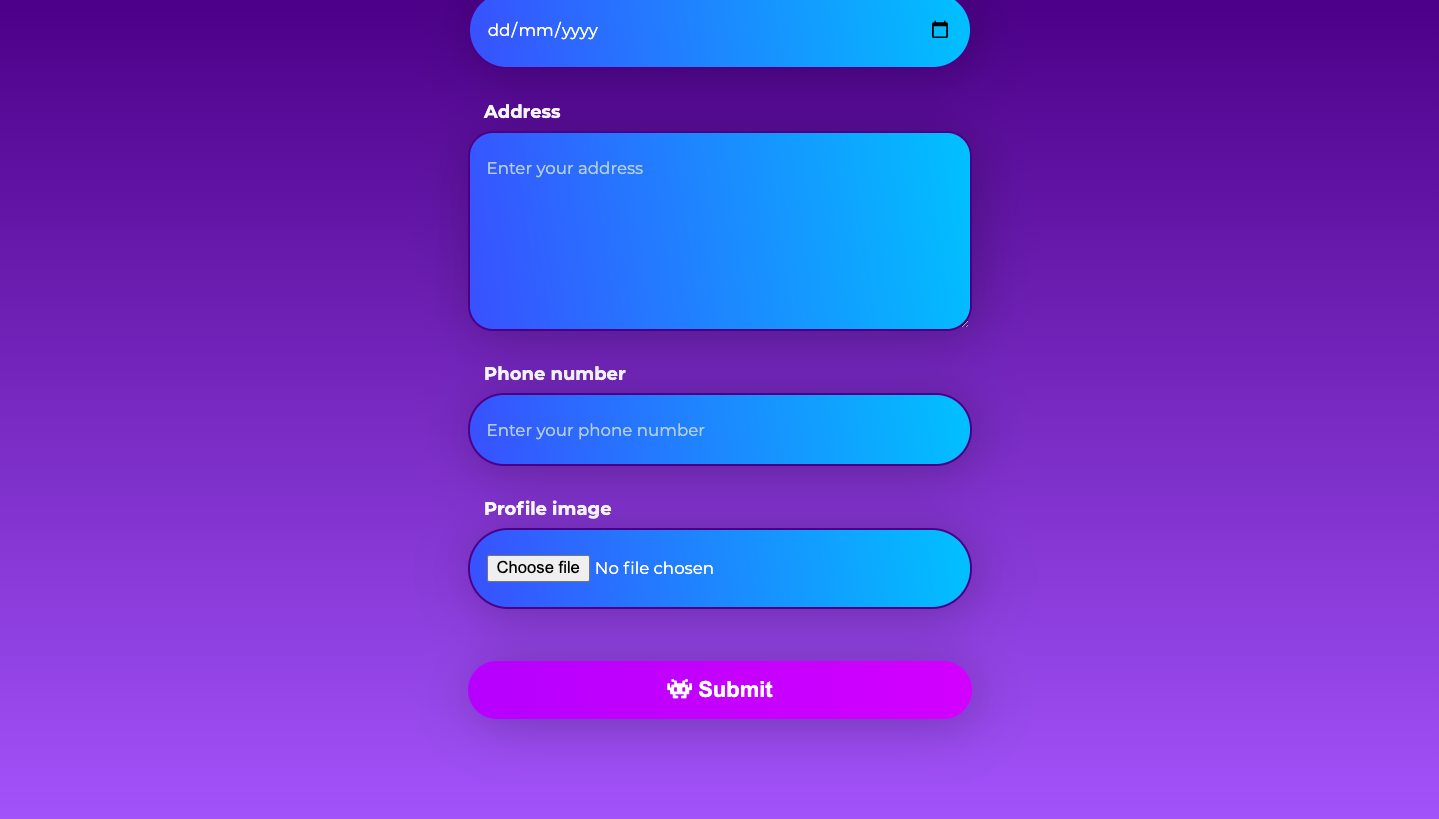 dd/mm/yyyy
Address
Enter your address
Phone number
Enter your phone number
Profile image
Choose file No file chosen
Submit